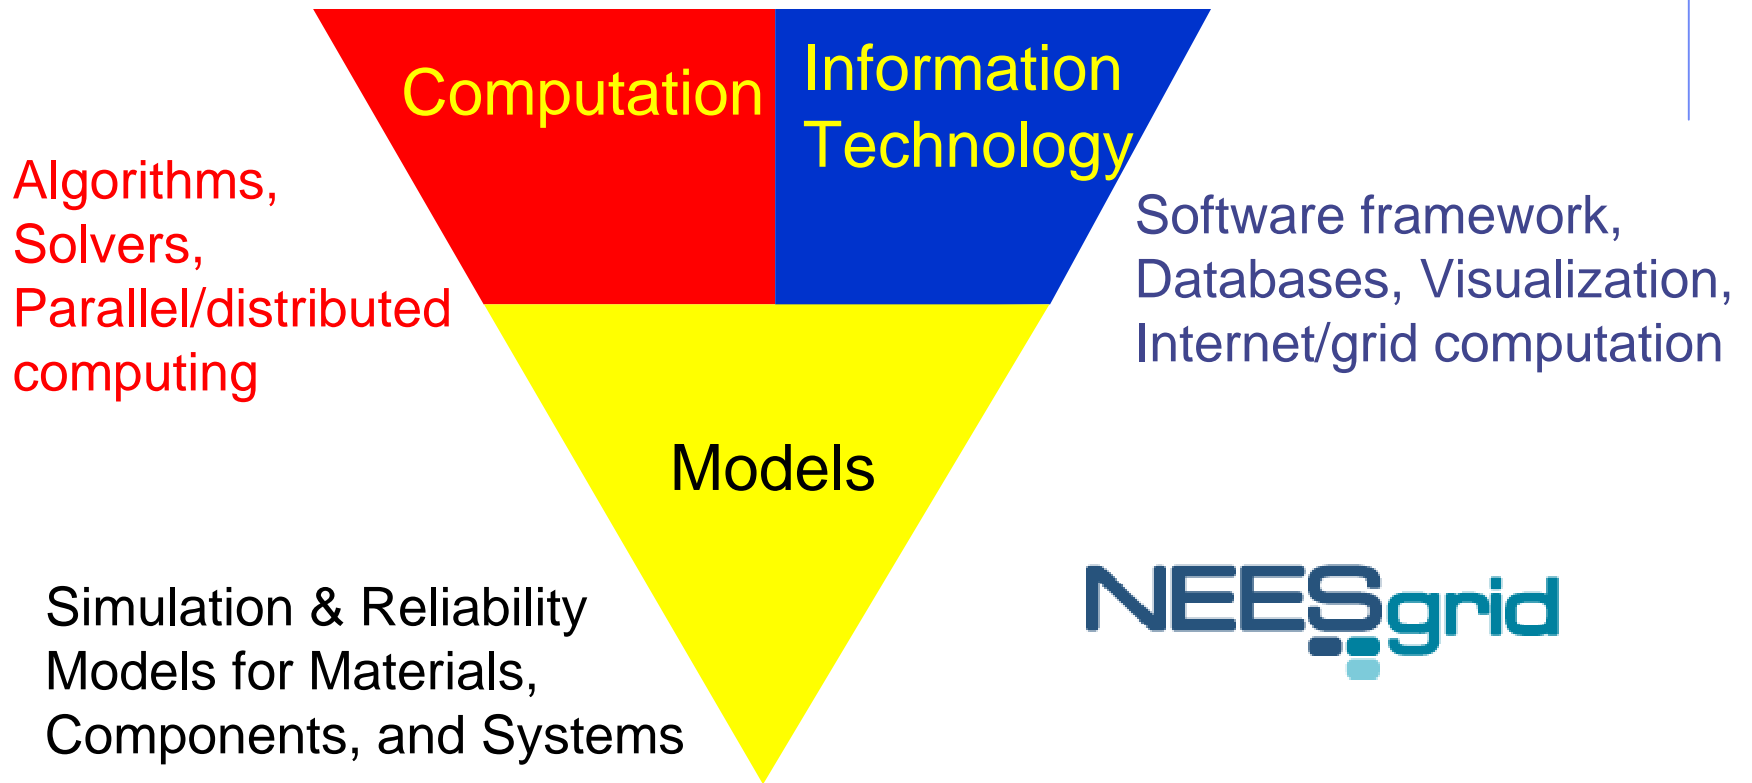 Computation
Information
Technology
Algorithms,
Solvers,
Parallel/distributed
computing
Software framework,
Databases, Visualization,
Internet/grid computation
Models
Simulation & Reliability
Models for Materials,
Components, and Systems
NEESgrid